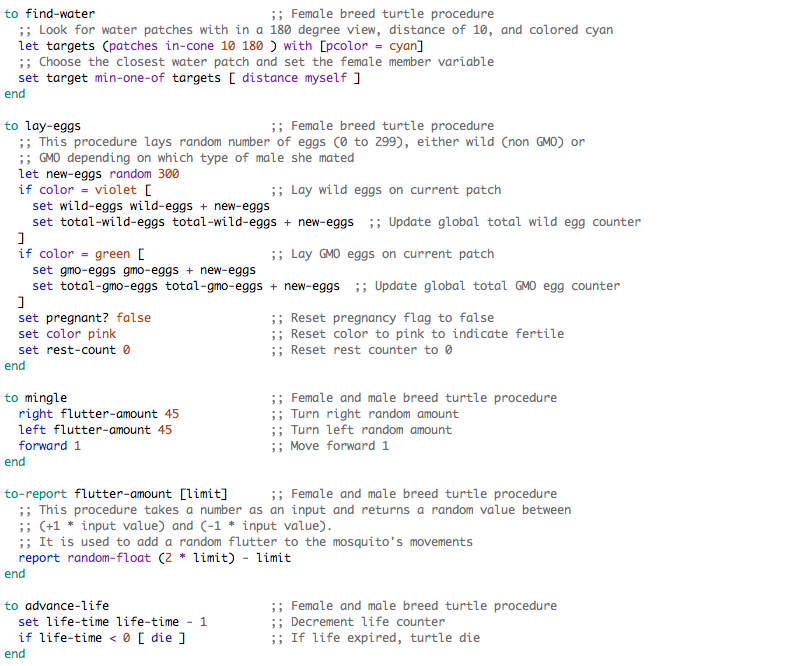 to find-water ;; Female breed turtle procedure
;; Look for water patches with in a 180 degree view, distance of 10, and colored cyan
let targets (patches in-cone 10 180 ) with [pcolor = cyan]
;; Choose the closest water patch and set the female member variable
set target min-one-of targets [ distance myself ]
end

to lay-eggs ;; Female breed turtle procedure
;; This procedure lays random number of eggs (0 to 299), either wild (non GMO) or
;; GMO depending on which type of male she mated
let new-eggs random 300
if color = violet [ ;; Lay wild eggs on current patch
set wild-eggs wild-eggs + new-eggs
set total-wild-eggs total-wild-eggs + new-eggs ;; Update global total wild egg counter
]
if color = green [ ;; Lay GMO eggs on current patch
set gmo-eggs gmo-eggs + new-eggs
set total-gmo-eggs total-gmo-eggs + new-eggs ;; Update global total GMO egg counter
]
set pregnant? false ;; Reset pregnancy flag to false
set color pink ;; Reset color to pink to indicate fertile
set rest-count 0 ;; Reset rest counter to 0
end

to mingle ;; Female and male breed turtle procedure
right flutter-amount 45 ;; Turn right random amount
left flutter-amount 45 ;; Turn left random amount
forward 1 ;; Move forward 1
end

to-report flutter-amount [limit] ;; Female and male breed turtle procedure
;; This procedure takes a number as an input and returns a random value between
;; (+1 * input value) and (-1 * input value).
;; It is used to add a random flutter to the mosquito's movements
report random-float (2 * limit) - limit
end

to advance-life ;; Female and male breed turtle procedure
set life-time life-time - 1 ;; Decrement life counter
if life-time < 0 [ die ] ;; If life expired, turtle die
end